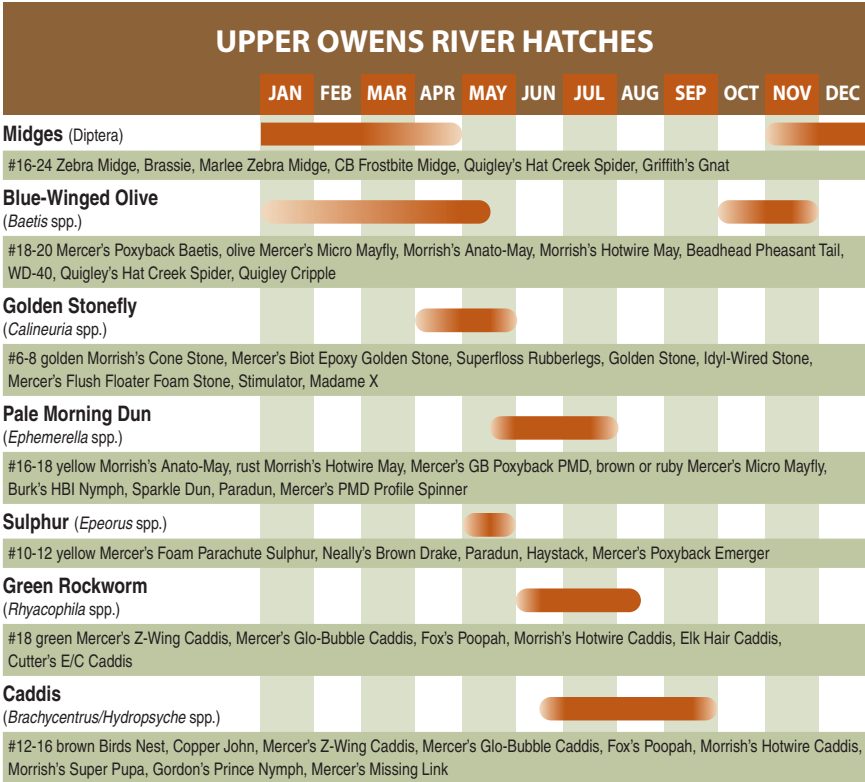 UPPER OWENS RIVER HATCHES
JAN FEB MAR APR MAY JUN JUL AUG SEP OCT NOV DEC
Midges (Diptera)
#16-24 Zebra Midge, Brassie, Marlee Zebra Midge, CB Frostbite Midge, Quigley's Hat Creek Spider, Griffith's Gnat
Blue-Winged Olive
(Baetis spp.)
#18-20 Mercer's Poxyback Baetis, olive Mercer's Micro Mayfly, Morrish's Anato-May, Morrish's Hotwire May, Beadhead Pheasant Tail,
WD-40, Quigley's Hat Creek Spider, Quigley Cripple
Golden Stonefly
(Calineuria spp.)
#6-8 golden Morrish's Cone Stone, Mercer's Biot Epoxy Golden Stone, Superfloss Rubberlegs, Golden Stone, Idyl-Wired Stone,
Mercer's Flush Floater Foam Stone, Stimulator, Madame X
Pale Morning Dun
(Ephemerella spp.)
#16-18 yellow Morrish's Anato-May, rust Morrish's Hotwire May, Mercer's GB Poxyback PMD, brown or ruby Mercer's Micro Mayfly,
Burk's HBI Nymph, Sparkle Dun, Paradun, Mercer's PMD Profile Spinner
Sulphur (Epeorus spp.)
#10-12 yellow Mercer's Foam Parachute Sulphur, Neally's Brown Drake, Paradun, Haystack, Mercer's Poxyback Emerger
Green Rockworm
(Rhyacophila spp.)
#18 green Mercer's Z-Wing Caddis, Mercer's Glo-Bubble Caddis, Fox's Poopah, Morrish's Hotwire Caddis, Elk Hair Caddis,
Cutter's E/C Caddis
Caddis
(Brachycentrus/Hydropsyche spp.)
#12-16 brown Birds Nest, Copper John, Mercer's Z-Wing Caddis, Mercer's Glo-Bubble Caddis, Fox's Poopah, Morrish's Hotwire Caddis,
Morrish's Super Pupa, Gordon's Prince Nymph, Mercer's Missing Link